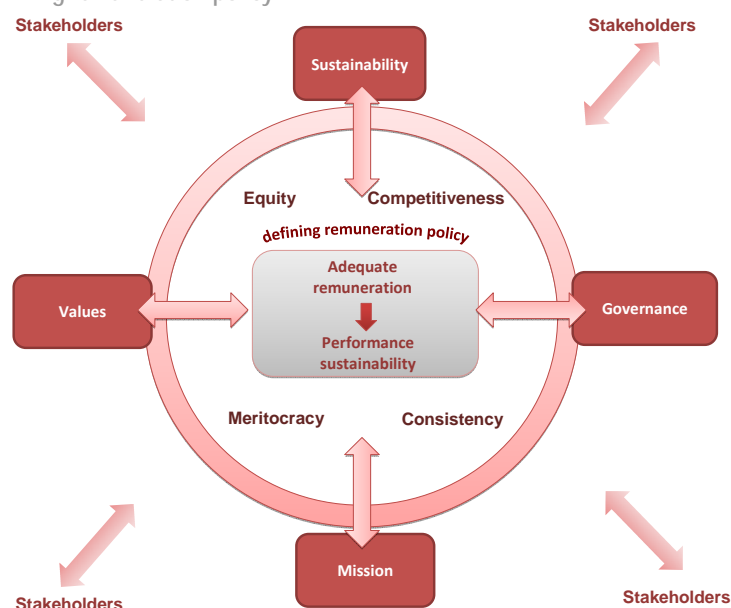 Stakeholders
Stakeholders
Sustainability
Equity
Competitiveness
defining remuneration policy
Adequate
remuneration
Values
Governance
Performance
sustainability
Meritocracy
Consistency
Mission
Stakeholders
Stakeholders